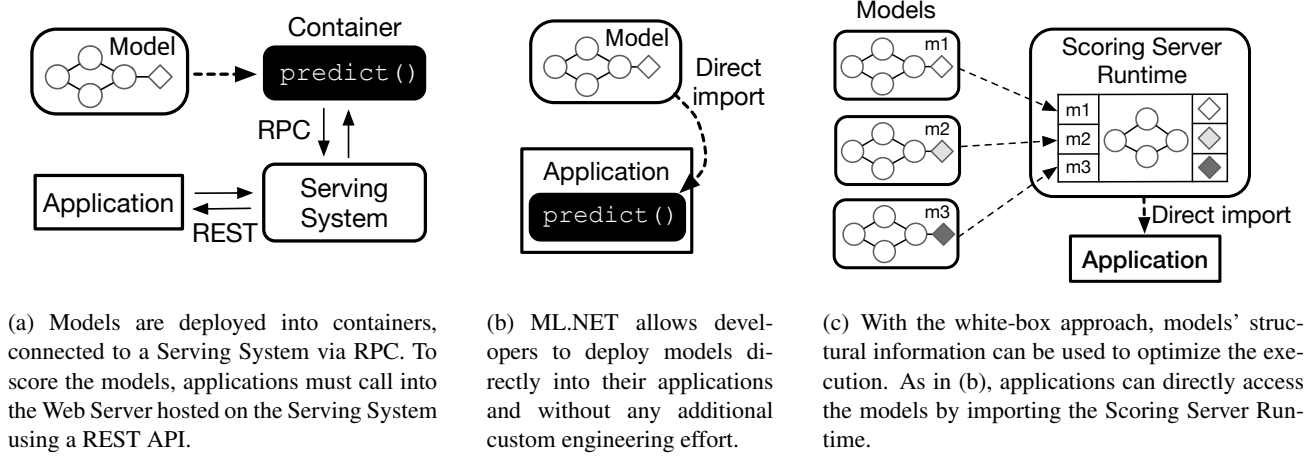 Model
Container
predict()
RPC
Application
REST
Serving
System
(a) Models are deployed into containers,
connected to a Serving System via RPC. To
score the models, applications must call into
the Web Server hosted on the Serving System
using a REST API.
Model
Direct
import
Application
predict()
(b) ML.NET allows devel-
opers to deploy models di-
rectly into their applications
and without any additional
custom engineering effort.
Models
m1
m2
m3
Scoring Server
Runtime
m1
m2
m3
Direct import
Application
(c) With the white-box approach, models' struc-
tural information can be used to optimize the exe-
cution. As in (b), applications can directly access
the models by importing the Scoring Server Run-
time.